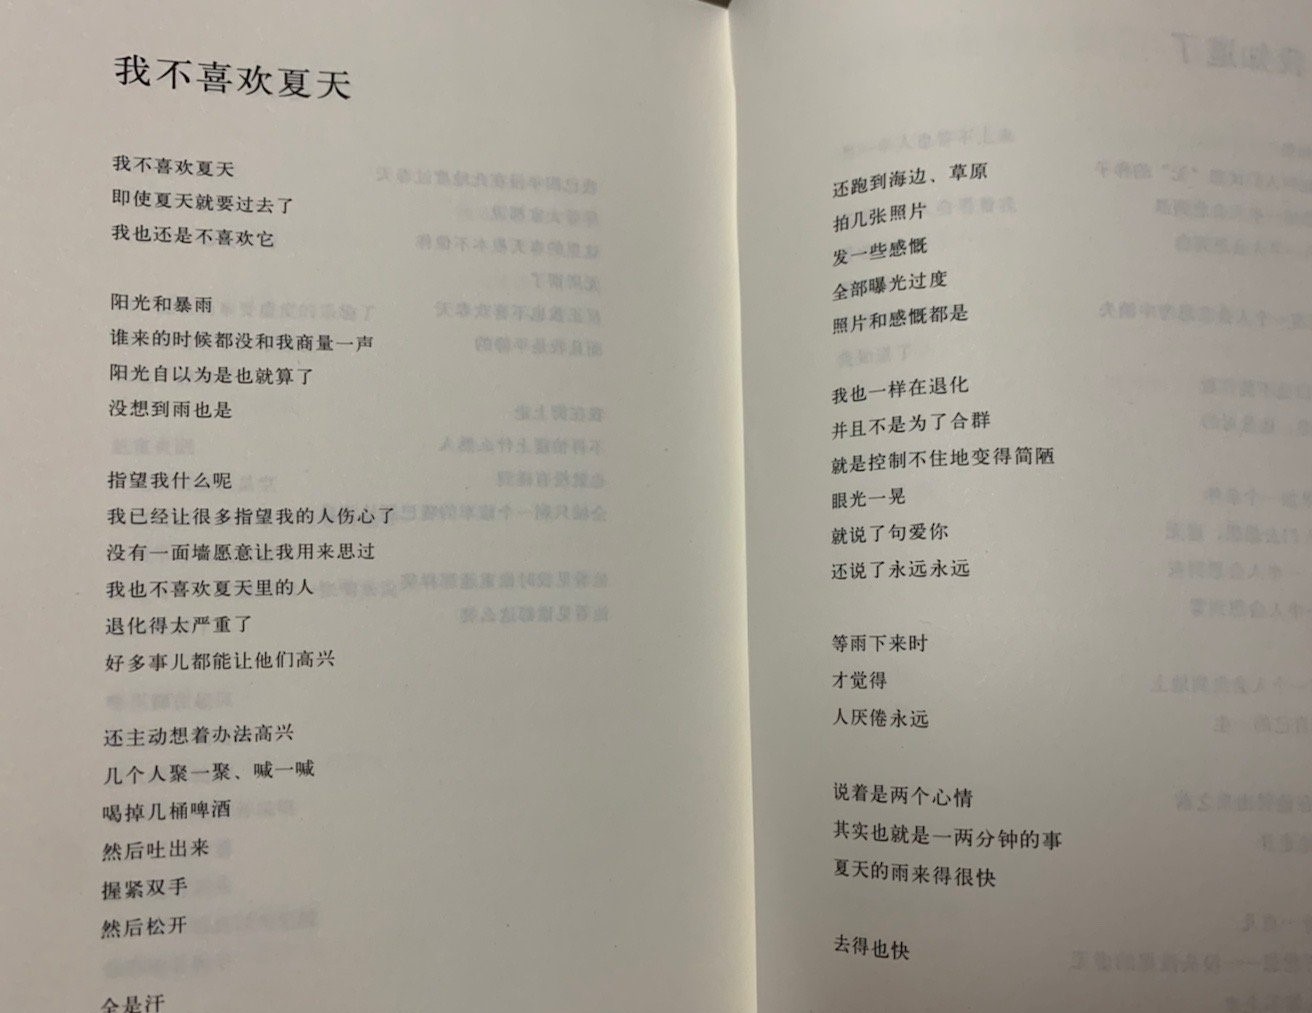 我不喜欢夏天
我不喜欢夏天
即使夏天就要过去了
我也还是不喜欢它
阳光和暴雨
谁来的时候都没和我商量一声
阳光自以为是也就算了
没想到雨也是
指望我什么呢
我已经让很多指望我的人伤心了
没有一面墙愿意让我用来思过
我也不喜欢夏天里的人
退化得太严重了
好多事儿都能让他们高兴
还主动想着办法高兴
几个人聚一聚、喊一喊
喝掉几桶啤酒
然后吐出来
握紧双手
然后松开
全是汗
还跑到海边、草原
拍几张照片
发一些感慨
全部曝光过度
照片和感慨都是
我也一样在退化
并且不是为了合群
就是控制不住地变得简陋
眼光一晃
就说了句爱你
还说了永远永远
等雨下来时
才觉得
人厌倦永远
说着是两个心情
其实也就是一两分钟的事
夏天的雨来得很快
去得也快